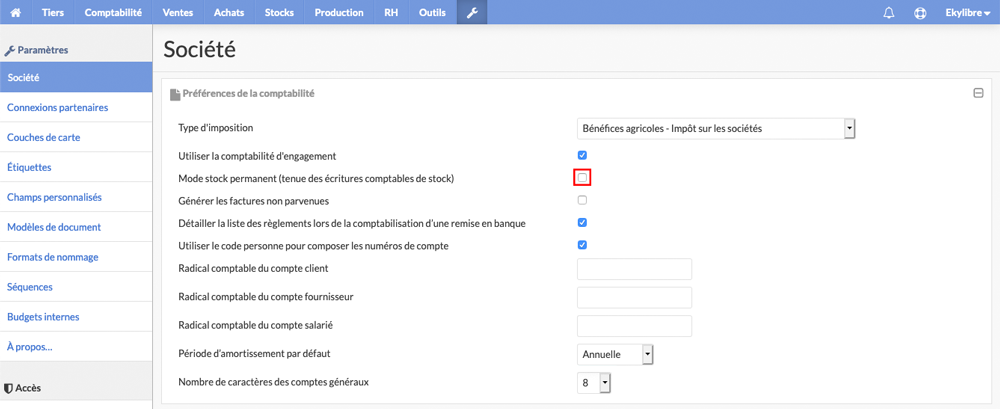 Tiers Comptabilité Ventes Achats Stocks Production RH Outils Ekylibre
Paramètres
Société
Connexions partenaires
Couches de carte
Étiquettes
Champs personnalisés
Modèles de document
Formats de nommage
Séquences
Budgets internes
À propos...
Accès
Société
Préférences de la comptabilité
Type d'imposition Bénéfices agricoles - Impôt sur les sociétés
Utiliser la comptabilité d'engagement
Mode stock permanent (tenue des écritures comptables de stock)
Générer les factures non parvenues
Détailler la liste des règlements lors de la comptabilisation d’une remise en banque
Utiliser le code personne pour composer les numéros de compte
Radical comptable du compte client
Radical comptable du compte fournisseur
Radical comptable du compte salarié
Période d’amortissement par défaut Annuelle
Nombre de caractères des comptes généraux 8